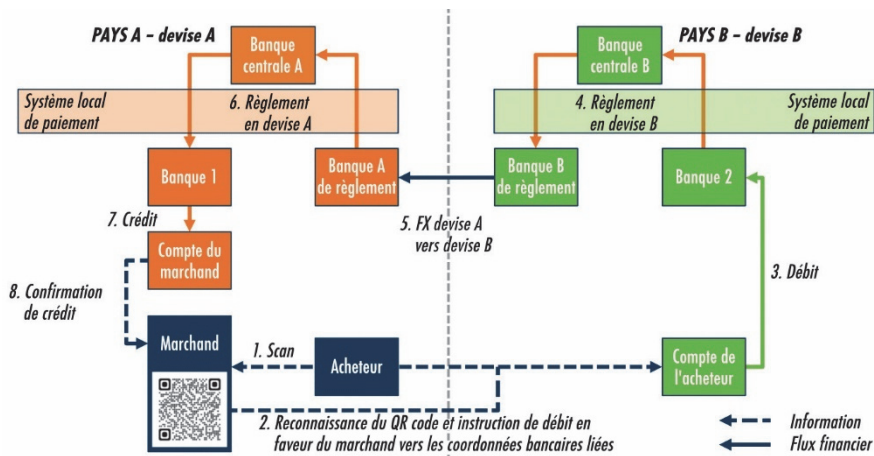 PAYS A – devise A
Banque
centrale A
PAYS B – devise B
Banque
centrale B
Système local
de paiement
6. Règlement
en devise A
4. Règlement
en devise B
Système local
de paiement
Banque 1
Banque A
de règlement
Banque B
de règlement
Banque 2
7. Crédit
5. FX devise A
vers devise B
Compte du
marchand
3. Débit
8. Confirmation
de crédit
Marchand
1. Scan
Acheteur
Compte de
l'acheteur
2. Reconnaissance du QR code et instruction de débit en
faveur du marchand vers les coordonnées bancaires liées
Information
Flux financier